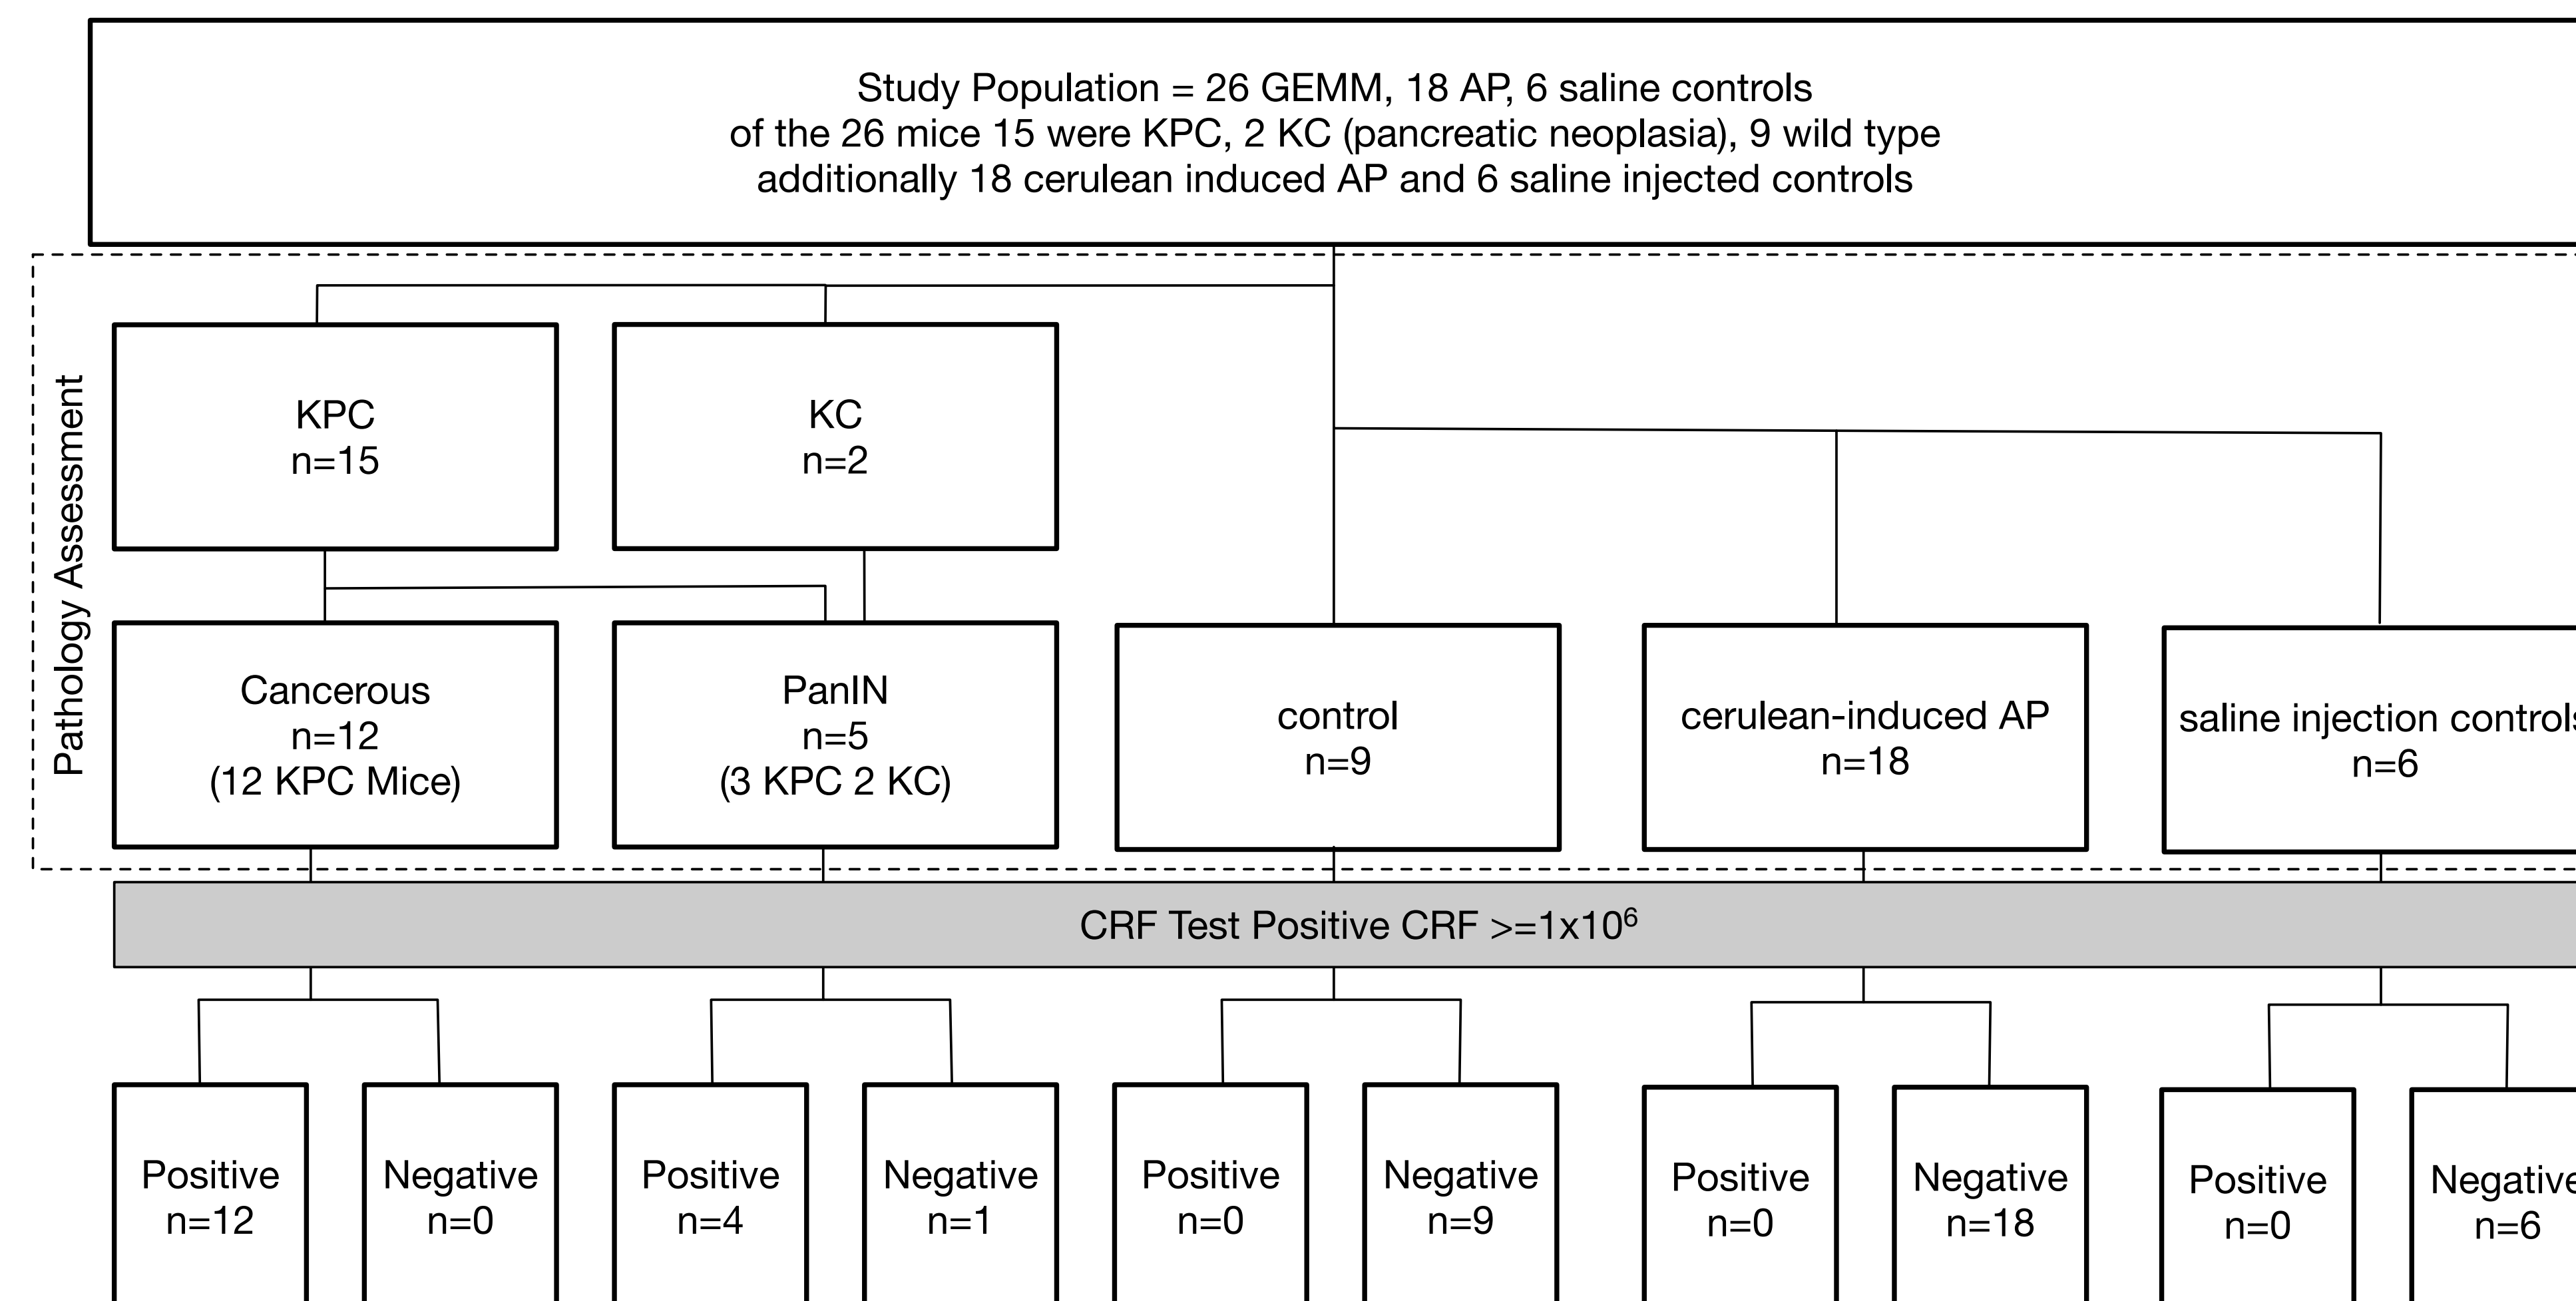 Study Population = 26 GEMM, 18 AP, 6 saline controls
of the 26 mice 15 were KPC, 2 KC (pancreatic neoplasia), 9 wild type
additionally 18 cerulean induced AP and 6 saline injected controls
Pathology Assessment
KPC
n=15
KC
n=2
Cancerous
n=12
(12 KPC Mice)
PanIN
n=5
(3 KPC 2 KC)
control
n=9
cerulean-induced AP
n=18
saline injection controls
n=6
CRF Test Positive CRF >=1x10⁶
Positive
n=12
Negative
n=0
Positive
n=4
Negative
n=1
Positive
n=0
Negative
n=9
Positive
n=0
Negative
n=18
Positive
n=0
Negative
n=6